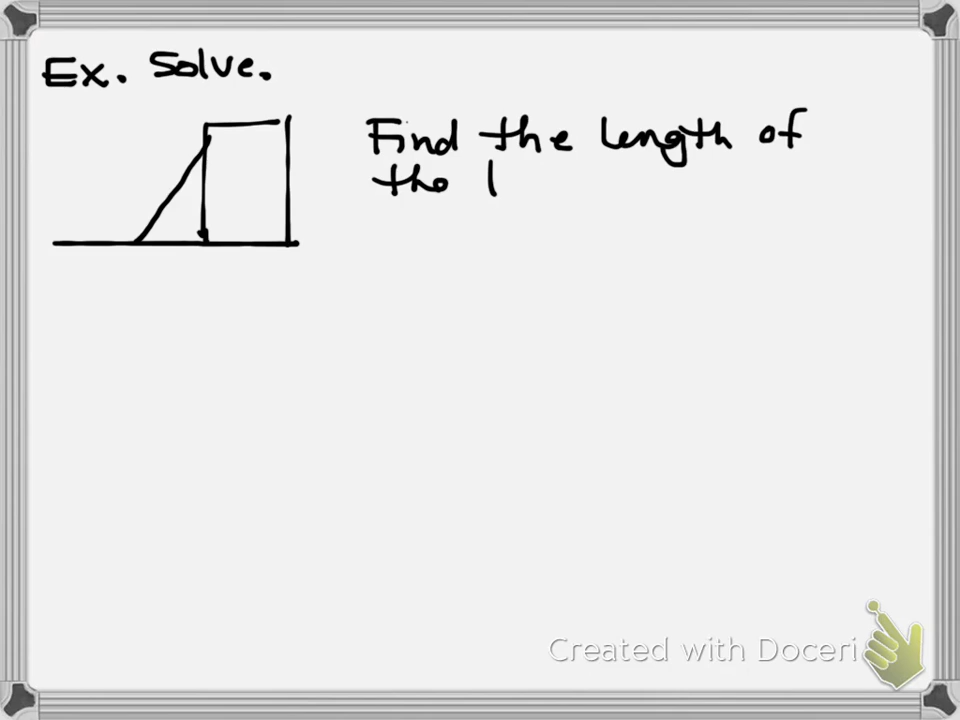 Ex. Solve.
Find the length of
the l
Created with Doceri